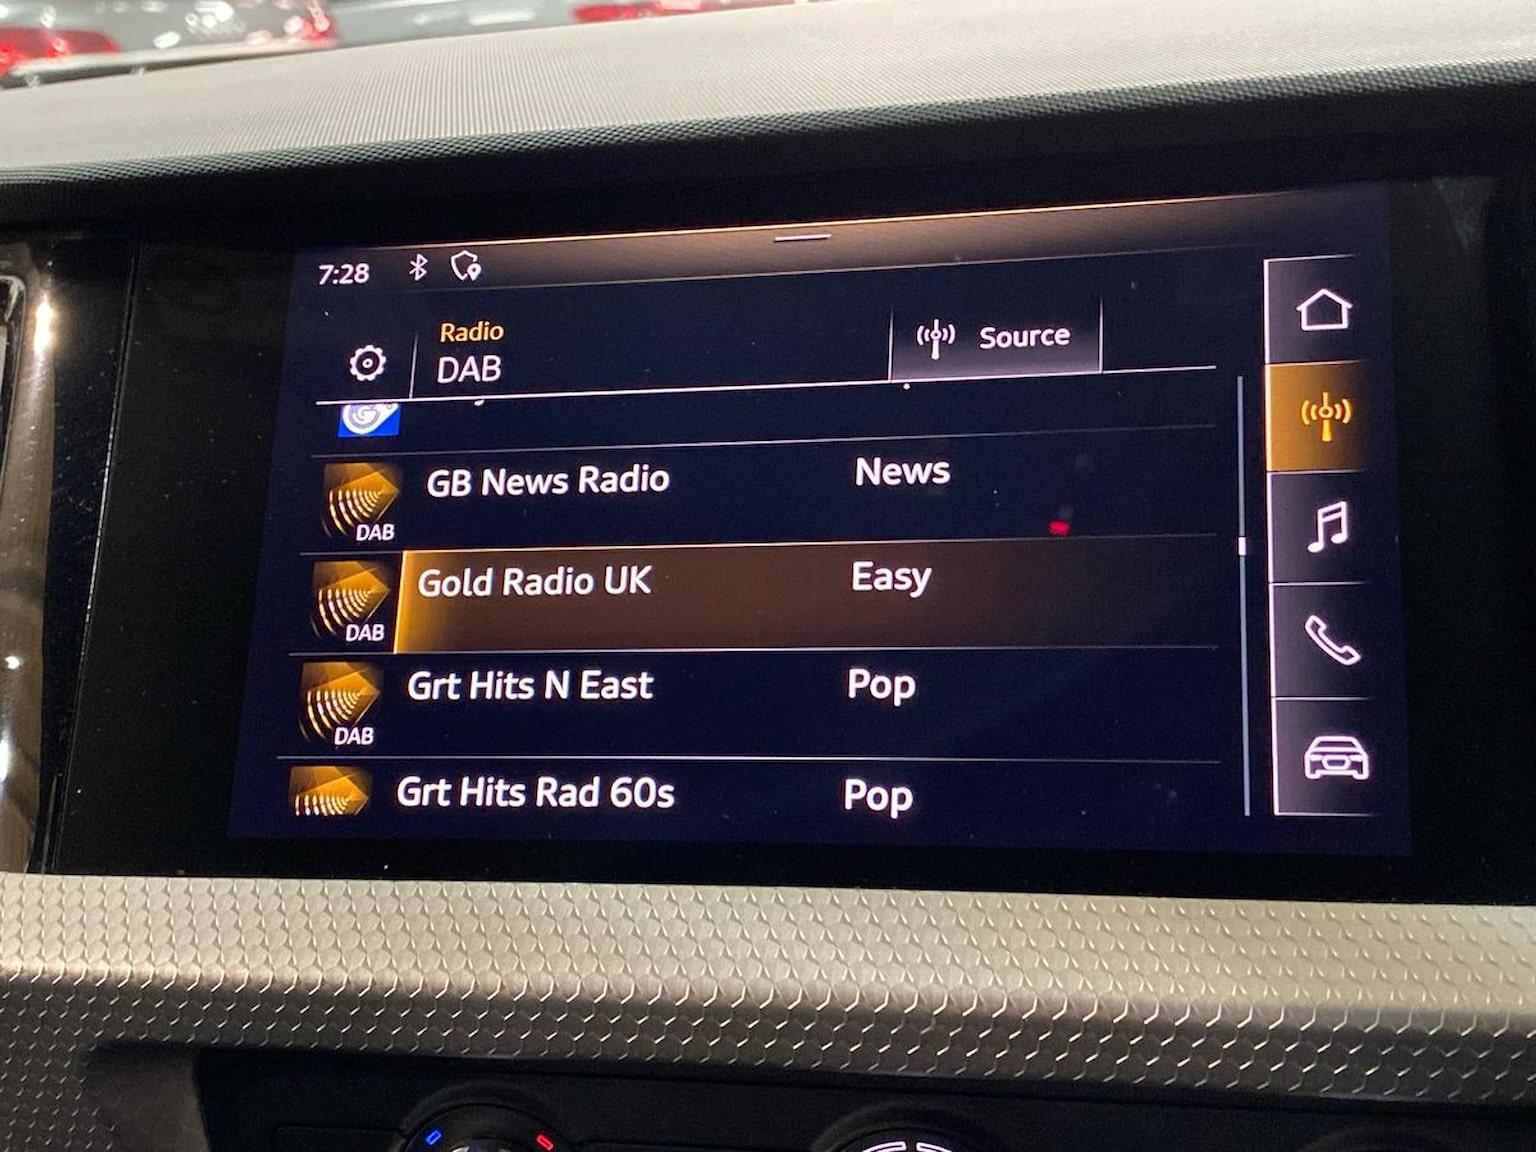 7:28
Radio
DAB
Source
GB News Radio News
DAB
Gold Radio UK Easy
DAB
Grt Hits N East Pop
DAB
Grt Hits Rad 60s Pop